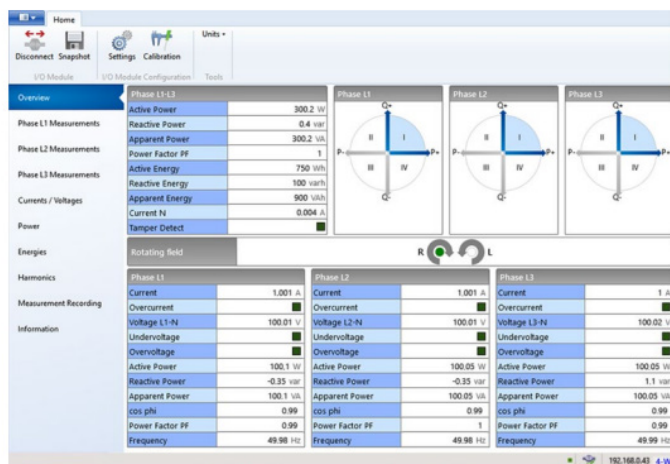 Home
Disconnect Snapshot Settings Calibration Units
I/O Module I/O Module Configuration Tools
Overview
Phase L1 Measurements
Phase L2 Measurements
Phase L3 Measurements
Currents / Voltages
Power
Energies
Harmonics
Measurement Recording
Information
Phase L1-L3
Active Power 300.2 W
Reactive Power 0.4 var
Apparent Power 300.2 VA
Power Factor PF 1
Active Energy 750 Wh
Reactive Energy 100 varh
Apparent Energy 900 VAh
Current N 0.004 A
Tamper Detect
Phase L1
Q+
II I
P- P+
III IV
Q-
Phase L2
Q+
II I
P- P+
III IV
Q-
Phase L3
Q+
II I
P- P+
III IV
Q-
Rotating field R L
Phase L1
Current 1.001 A
Overcurrent
Voltage L1-N 100.01 V
Undervoltage
Overvoltage
Active Power 100,1 W
Reactive Power -0.35 var
Apparent Power 100.1 VA
cos phi 0.99
Power Factor PF 0.99
Frequency 49.98 Hz
Phase L2
Current 1.001 A
Overcurrent
Voltage L2-N 100.01 V
Undervoltage
Overvoltage
Active Power 100,05 W
Reactive Power -0.35 var
Apparent Power 100.05 VA
cos phi 0.99
Power Factor PF 1
Frequency 49.98 Hz
Phase L3
Current 1 A
Overcurrent
Voltage L3-N 100.02 V
Undervoltage
Overvoltage
Active Power 100.05 W
Reactive Power 1.1 var
Apparent Power 100.05 VA
cos phi 0.99
Power Factor PF 0.99
Frequency 49.99 Hz
192.168.0.43 4-W